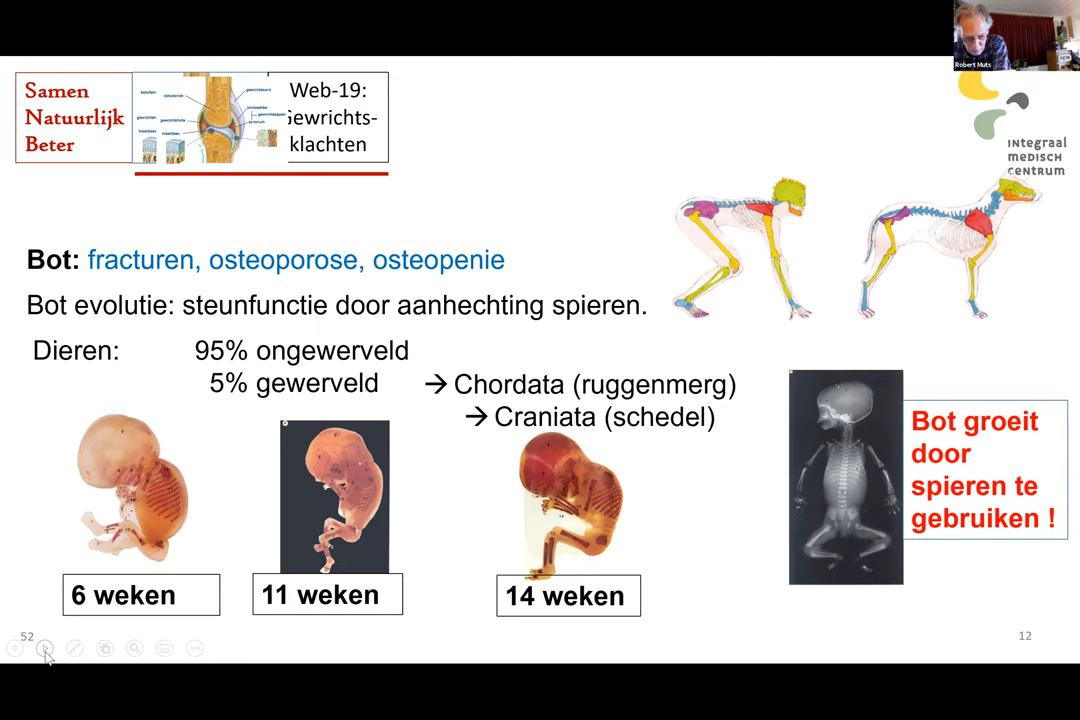 Robert Muts
Samen
Natuurlijk
Beter
Web-19:
Gewrichts-
klachten
iNTEGRAAL
MEDiSCH
CENTRUM
Bot: fracturen, osteoporose, osteopenie
Bot evolutie: steunfunctie door aanhechting spieren.
Dieren: 95% ongewerveld
5% gewerveld → Chordata (ruggenmerg)
→ Craniata (schedel)
Bot groeit
door
spieren te
gebruiken !
6 weken
11 weken
14 weken
52
12